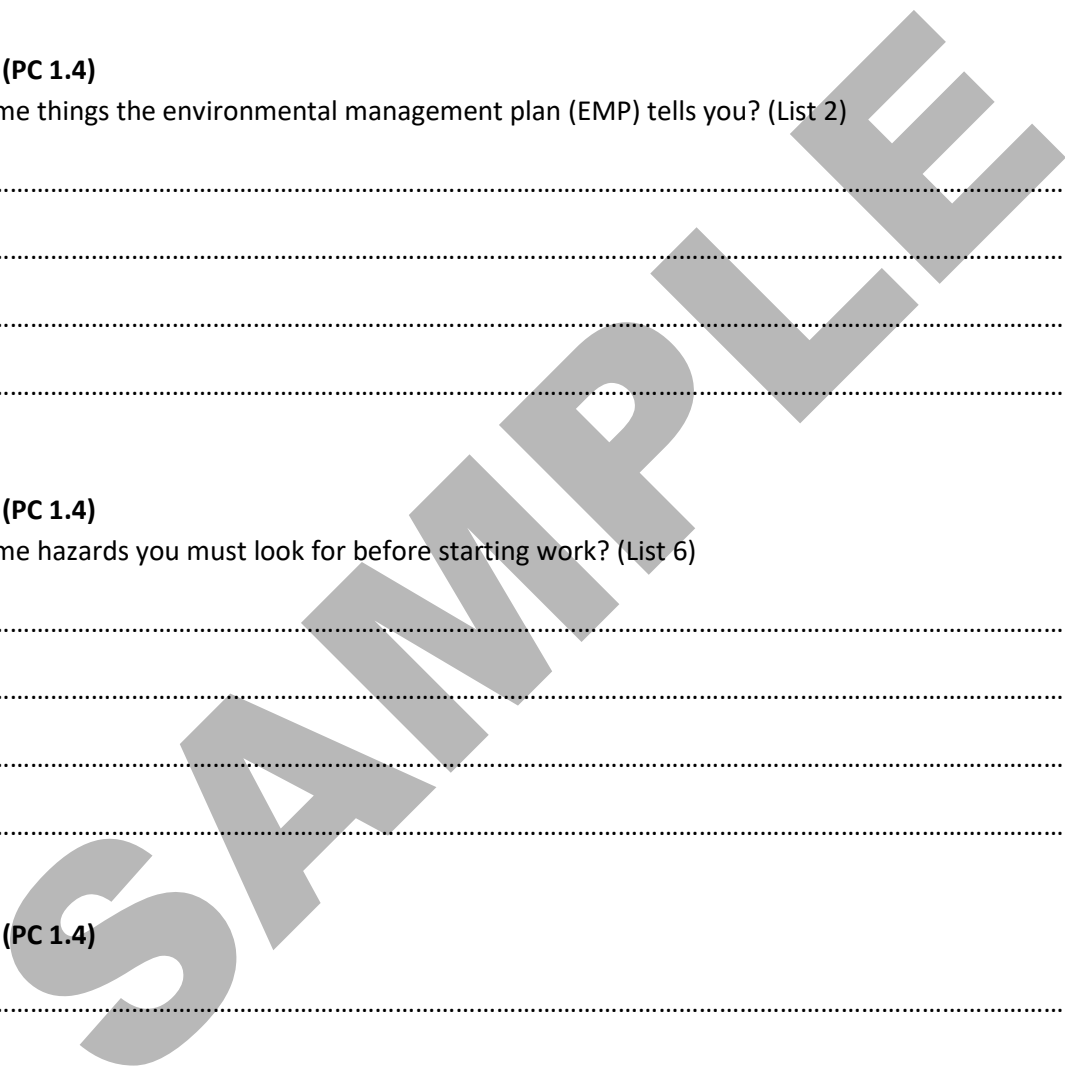 (PC 1.4)
me things the environmental management plan (EMP) tells you? (List 2)
(PC 1.4)
me hazards you must look for before starting work? (List 6)
(PC 1.4)
SAMPLE